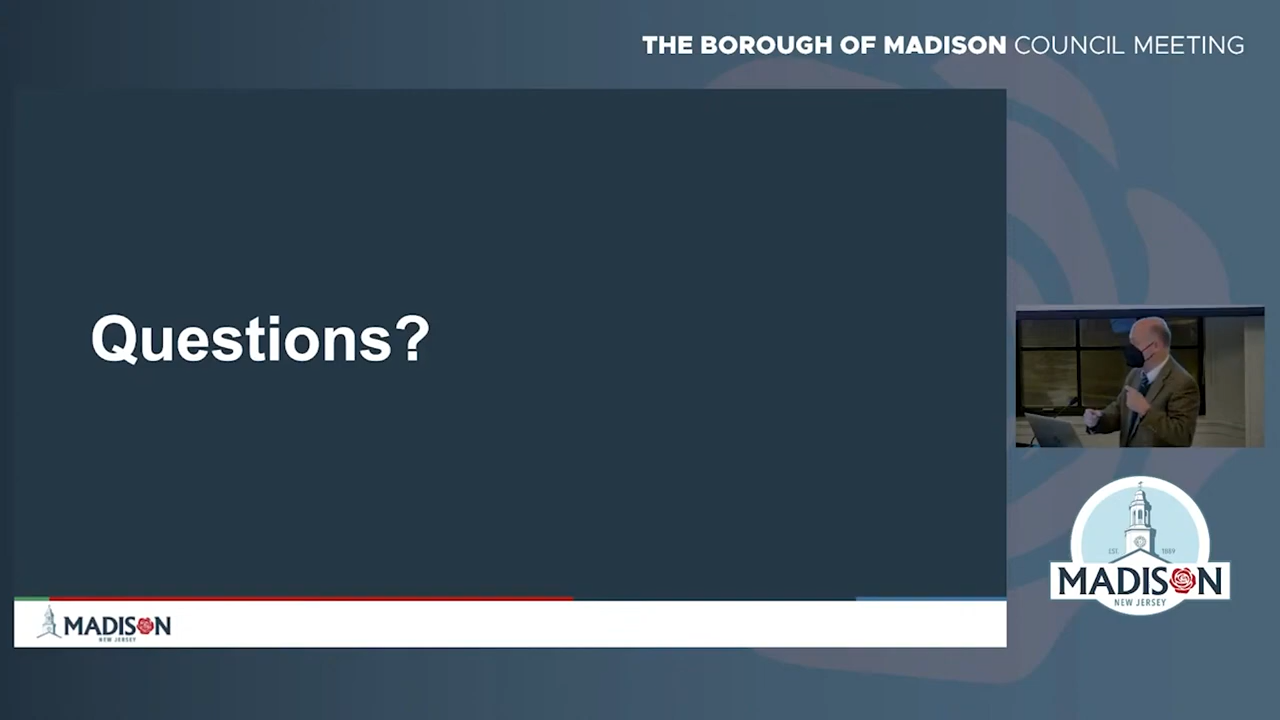 THE BOROUGH OF MADISON COUNCIL MEETING
Questions?
MADISON
NEW JERSEY
EST. 1889
MADISON
NEW JERSEY